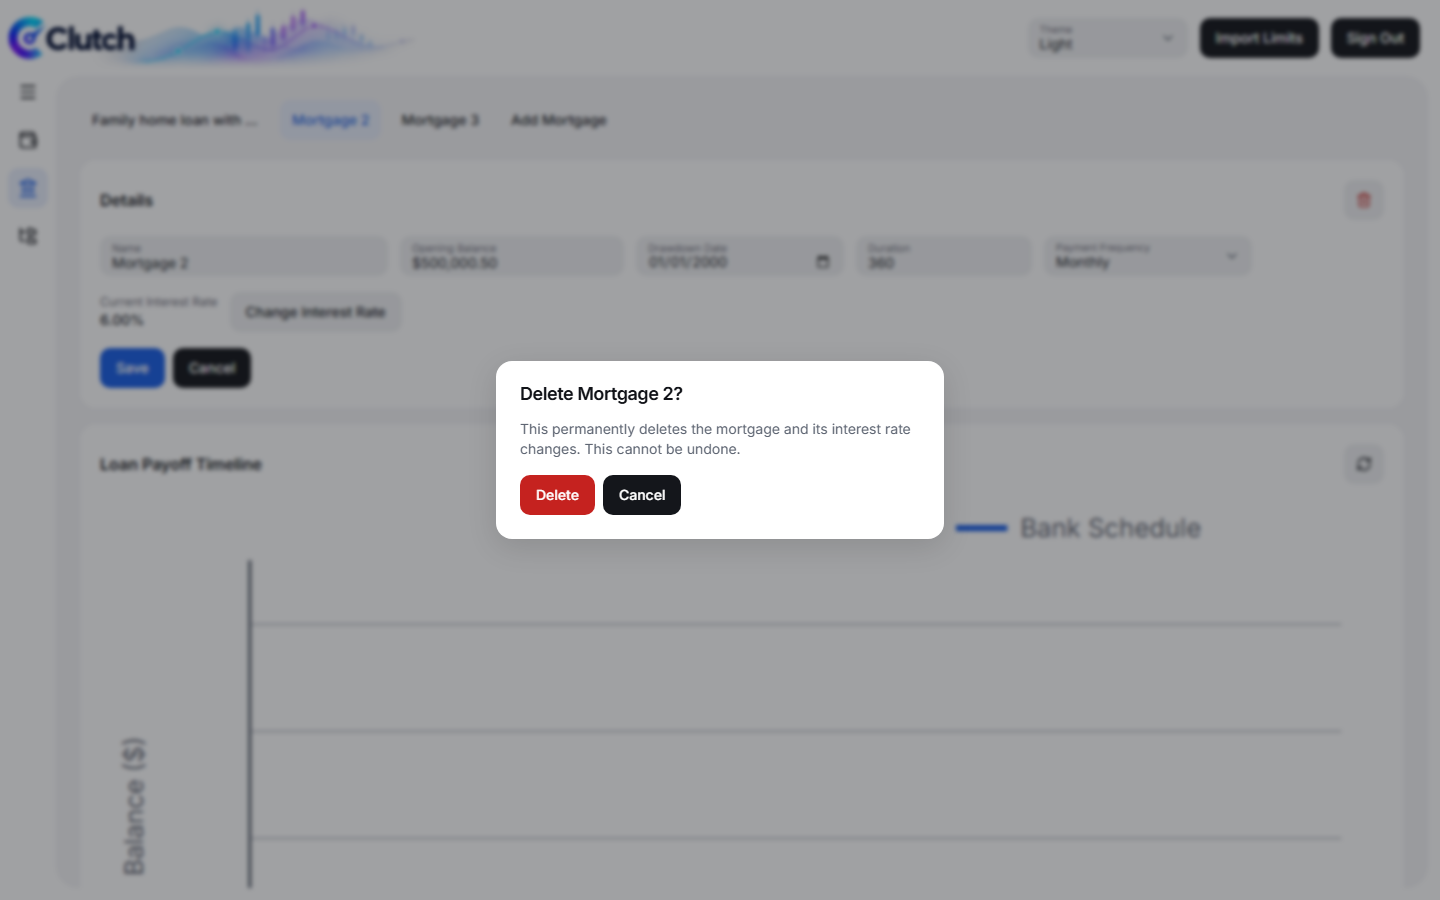 Clutch
Theme
Light
Import Limits
Sign Out
Family home loan with ...
Mortgage 2
Mortgage 3
Add Mortgage
Details
Name
Mortgage 2
Opening Balance
$500,000.50
Drawdown Date
01/01/2000
Duration
360
Payment Frequency
Monthly
Current Interest Rate
6.00%
Change Interest Rate
Save
Cancel
Delete Mortgage 2?
This permanently deletes the mortgage and its interest rate
changes. This cannot be undone.
Delete
Cancel
Loan Payoff Timeline
Bank Schedule
Balance ($)